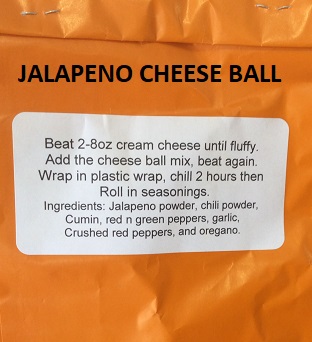 JALAPENO CHEESE BALL
Beat 2-8oz cream cheese until fluffy.
Add the cheese ball mix, beat again.
Wrap in plastic wrap, chill 2 hours then
Roll in seasonings.
Ingredients: Jalapeno powder, chili powder,
Cumin, red n green peppers, garlic,
Crushed red peppers, and oregano.